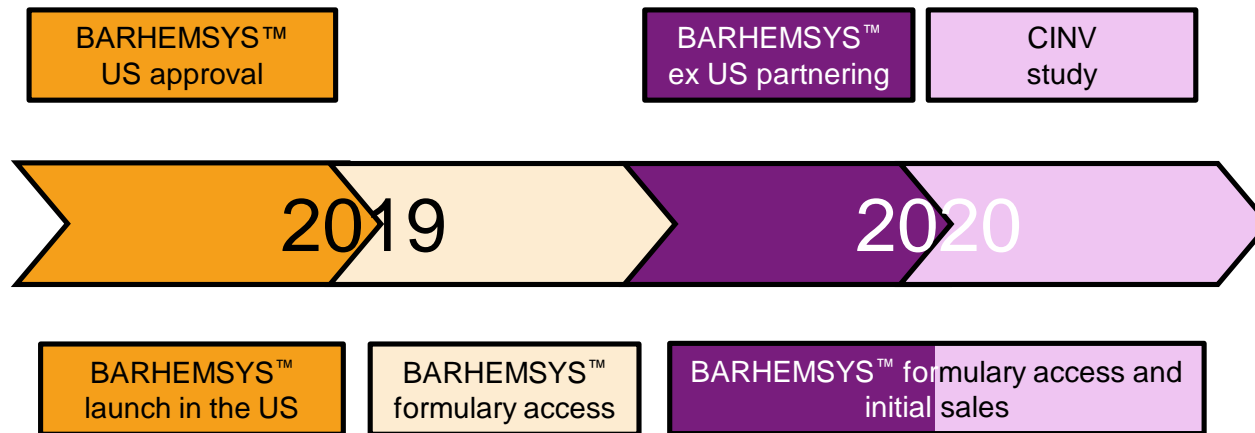 BARHEMSYS™
US approval
BARHEMSYS™
ex US partnering
CINV
study
2019
2020
BARHEMSYS™
launch in the US
BARHEMSYS™
formulary access
BARHEMSYS™ formulary access and
initial sales